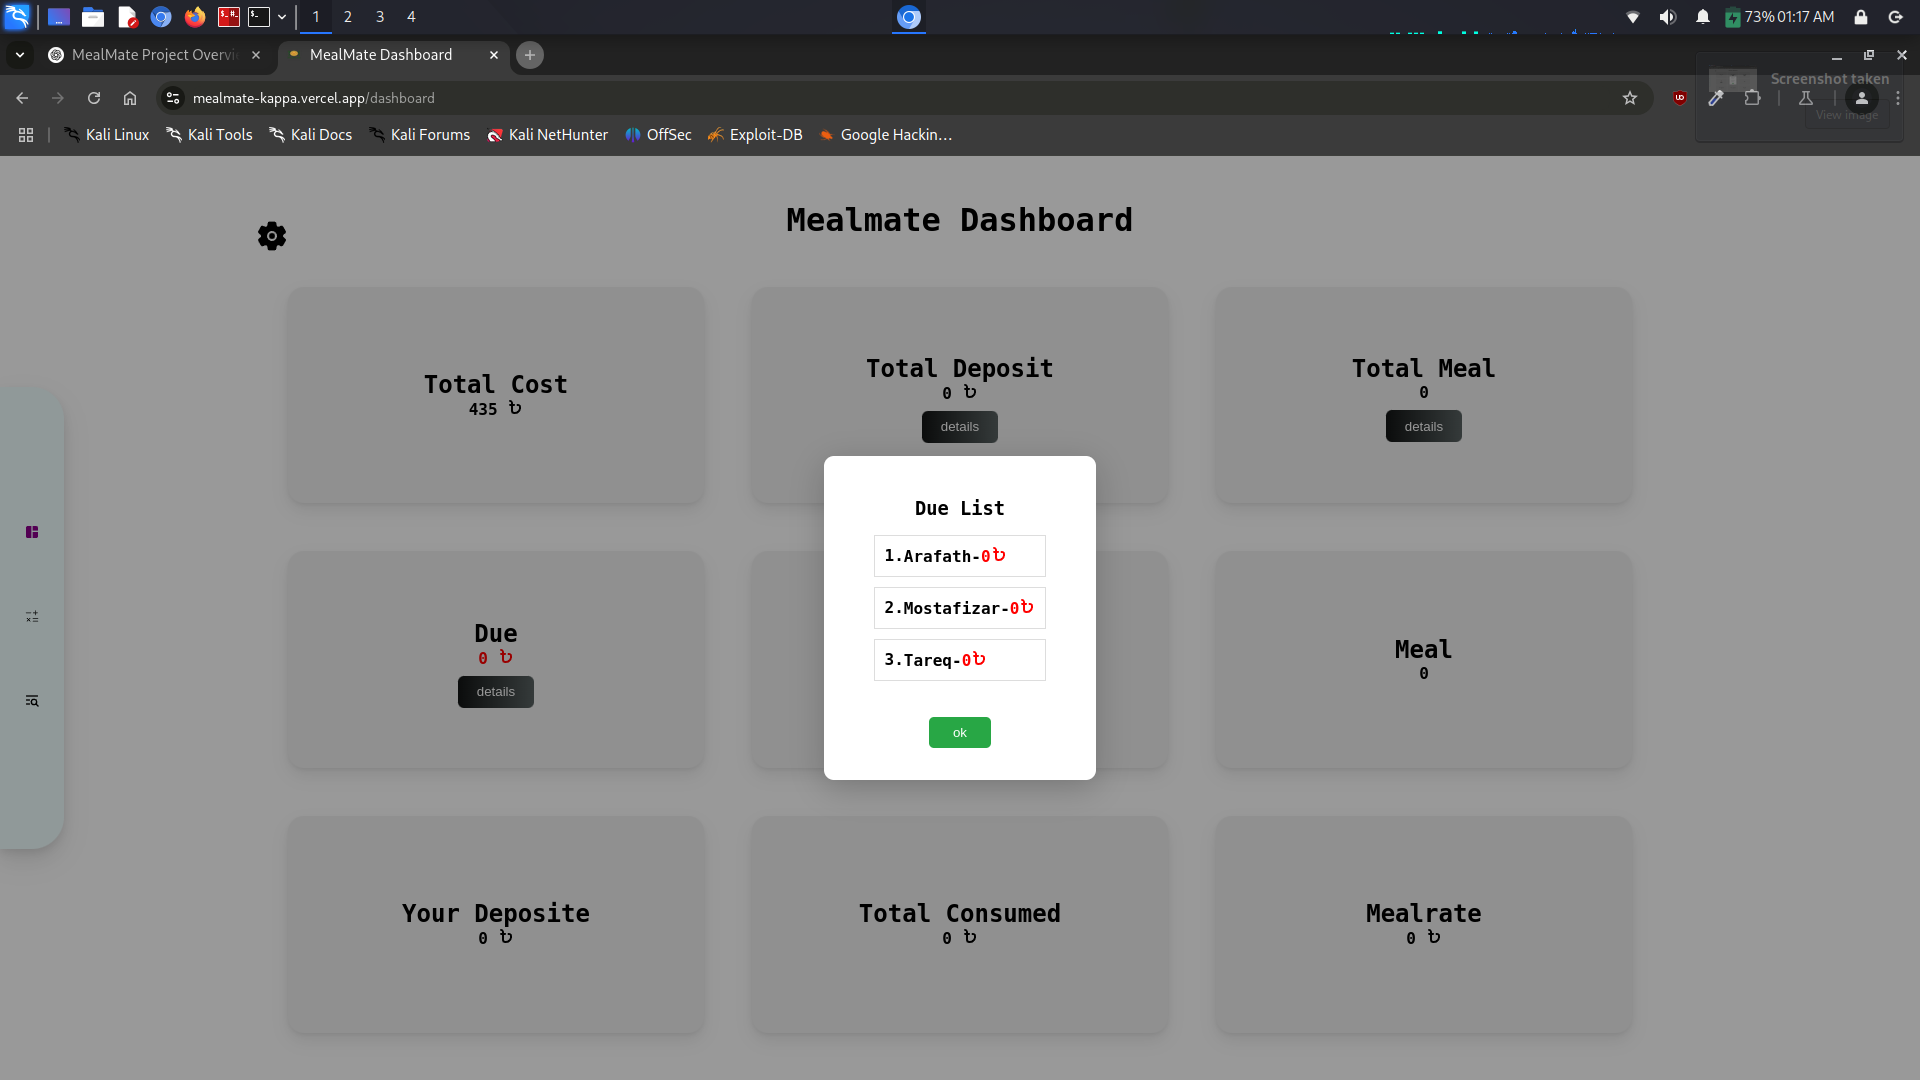 1 2 3 4
73% 01:17 AM
MealMate Project Overvi
MealMate Dashboard
Screenshot taken
mealmate-kappa.vercel.app/dashboard
View image
Kali Linux Kali Tools Kali Docs Kali Forums Kali NetHunter OffSec Exploit-DB Google Hackin…
Mealmate Dashboard
Total Cost
435 ৳
Total Deposit
0 ৳
details
Total Meal
0
details
Due List
1.Arafath-0৳
2.Mostafizar-0৳
3.Tareq-0৳
ok
Due
0 ৳
details
Meal
0
Your Deposite
0 ৳
Total Consumed
0 ৳
Mealrate
0 ৳